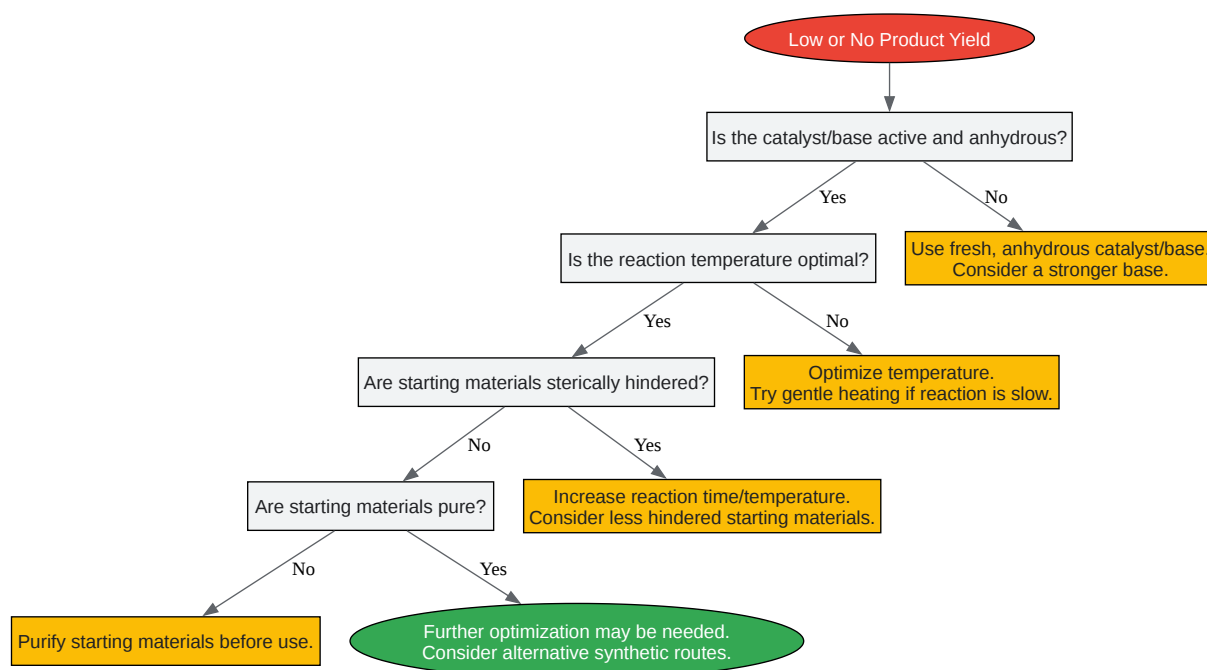 Low or No Product Yield
Is the catalyst/base active and anhydrous?
Yes
No
Is the reaction temperature optimal?
Use fresh, anhydrous catalyst/base.
Consider a stronger base.
Yes
No
Are starting materials sterically hindered?
Optimize temperature.
Try gentle heating if reaction is slow.
No
Yes
Are starting materials pure?
Increase reaction time/temperature.
Consider less hindered starting materials.
No
Yes
Purify starting materials before use.
Further optimization may be needed.
Consider alternative synthetic routes.